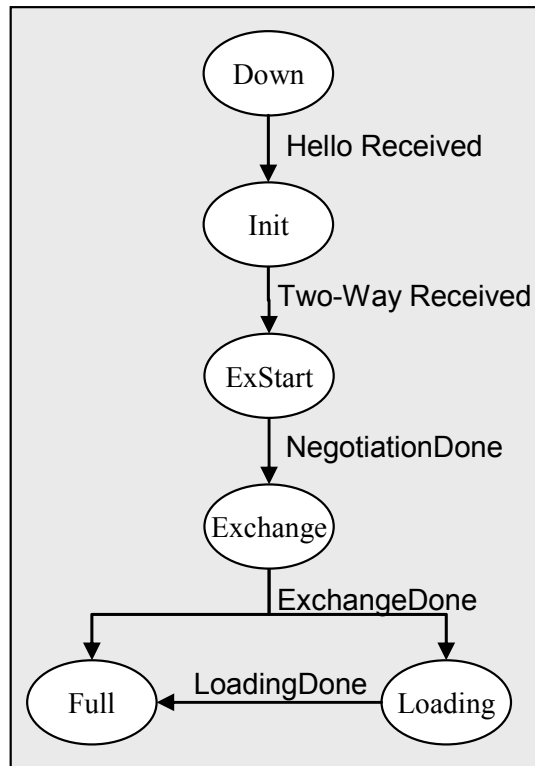 Down
Hello Received
Init
Two-Way Received
ExStart
NegotiationDone
Exchange
ExchangeDone
LoadingDone
Full
Loading